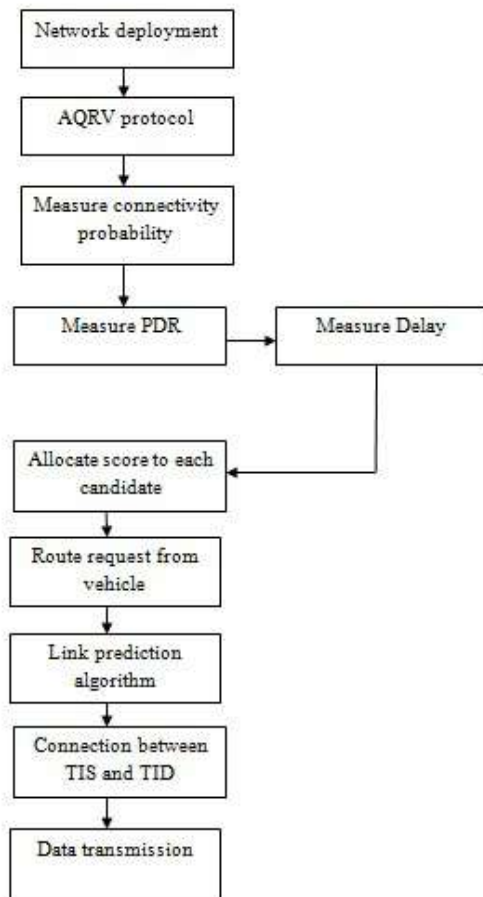 Network deployment
AQRV protocol
Measure connectivity
probability
Measure PDR
Measure Delay
Allocate score to each
candidate
Route request from
vehicle
Link prediction
algorithm
Connection between
TIS and TID
Data transmission